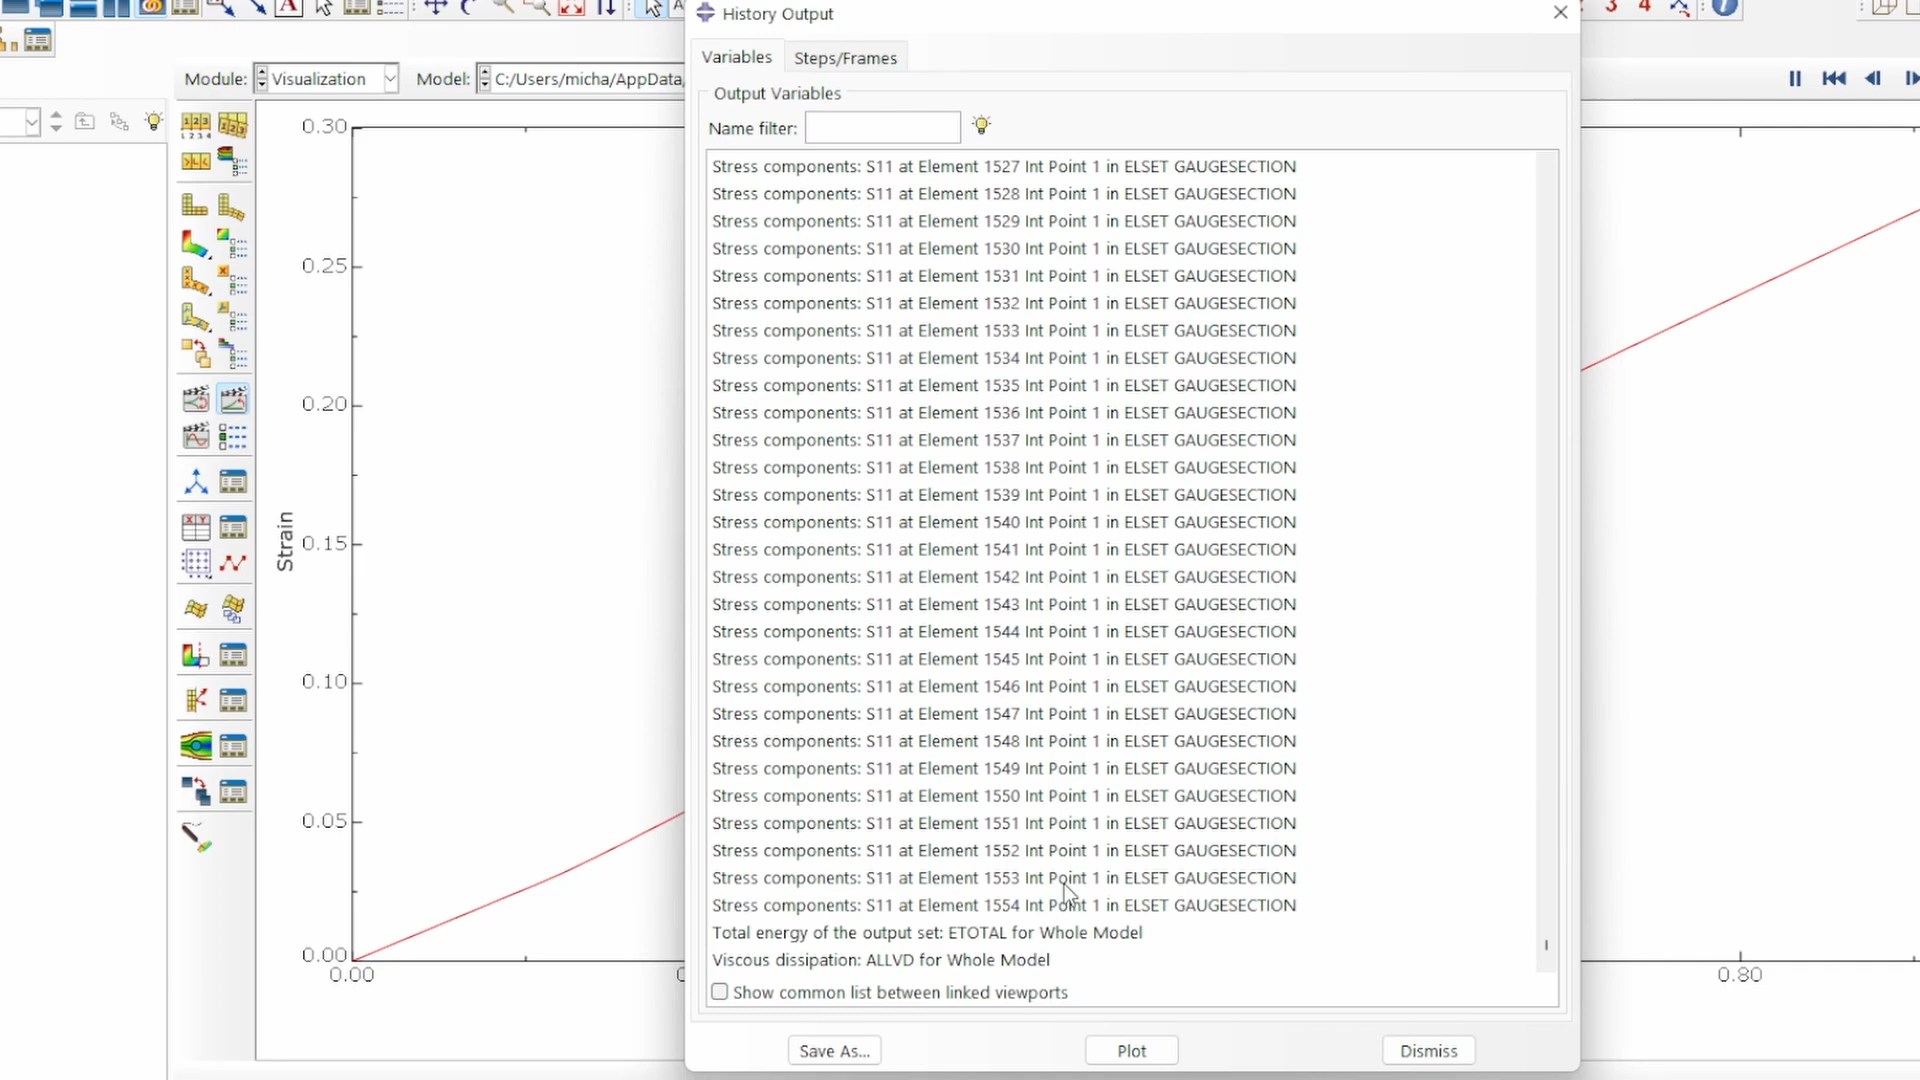 History Output
Variables
Steps/Frames
Module:
Visualization
Model:
C:/Users/micha/AppData
Output Variables
Name filter:
Stress components: S11 at Element 1527 Int Point 1 in ELSET GAUGESECTION
Stress components: S11 at Element 1528 Int Point 1 in ELSET GAUGESECTION
Stress components: S11 at Element 1529 Int Point 1 in ELSET GAUGESECTION
Stress components: S11 at Element 1530 Int Point 1 in ELSET GAUGESECTION
Stress components: S11 at Element 1531 Int Point 1 in ELSET GAUGESECTION
Stress components: S11 at Element 1532 Int Point 1 in ELSET GAUGESECTION
Stress components: S11 at Element 1533 Int Point 1 in ELSET GAUGESECTION
Stress components: S11 at Element 1534 Int Point 1 in ELSET GAUGESECTION
Stress components: S11 at Element 1535 Int Point 1 in ELSET GAUGESECTION
Stress components: S11 at Element 1536 Int Point 1 in ELSET GAUGESECTION
Stress components: S11 at Element 1537 Int Point 1 in ELSET GAUGESECTION
Stress components: S11 at Element 1538 Int Point 1 in ELSET GAUGESECTION
Stress components: S11 at Element 1539 Int Point 1 in ELSET GAUGESECTION
Stress components: S11 at Element 1540 Int Point 1 in ELSET GAUGESECTION
Stress components: S11 at Element 1541 Int Point 1 in ELSET GAUGESECTION
Stress components: S11 at Element 1542 Int Point 1 in ELSET GAUGESECTION
Stress components: S11 at Element 1543 Int Point 1 in ELSET GAUGESECTION
Stress components: S11 at Element 1544 Int Point 1 in ELSET GAUGESECTION
Stress components: S11 at Element 1545 Int Point 1 in ELSET GAUGESECTION
Stress components: S11 at Element 1546 Int Point 1 in ELSET GAUGESECTION
Stress components: S11 at Element 1547 Int Point 1 in ELSET GAUGESECTION
Stress components: S11 at Element 1548 Int Point 1 in ELSET GAUGESECTION
Stress components: S11 at Element 1549 Int Point 1 in ELSET GAUGESECTION
Stress components: S11 at Element 1550 Int Point 1 in ELSET GAUGESECTION
Stress components: S11 at Element 1551 Int Point 1 in ELSET GAUGESECTION
Stress components: S11 at Element 1552 Int Point 1 in ELSET GAUGESECTION
Stress components: S11 at Element 1553 Int Point 1 in ELSET GAUGESECTION
Stress components: S11 at Element 1554 Int Point 1 in ELSET GAUGESECTION
Total energy of the output set: ETOTAL for Whole Model
Viscous dissipation: ALLVD for Whole Model
Show common list between linked viewports
Save As...
Plot
Dismiss
0.30
0.25
0.20
0.15
0.10
0.05
0.00
Strain
0.00
0.80
3
4